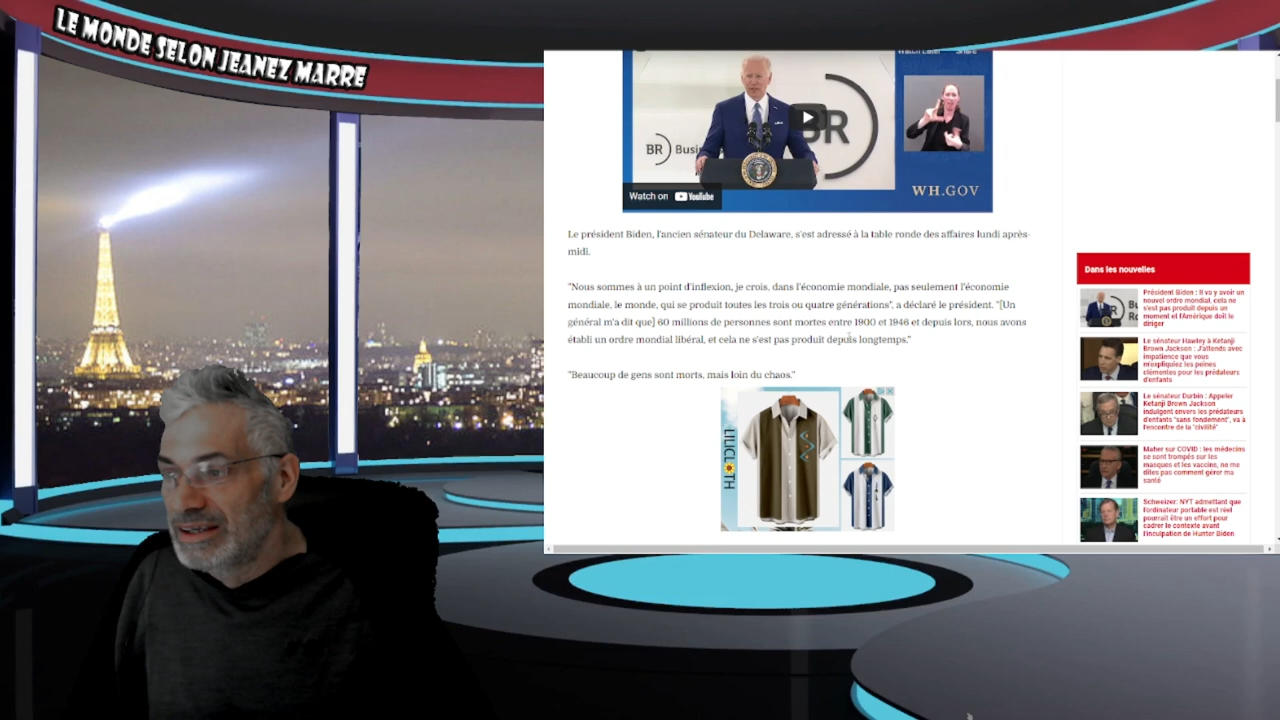 LE MONDE SELON JEANEZ MARRE
Watch Later Share
BR Busi
BR
WH.GOV
Watch on YouTube
Le président Biden, l'ancien sénateur du Delaware, s'est adressé à la table ronde des affaires lundi après-
midi.
"Nous sommes à un point d'inflexion, je crois, dans l'économie mondiale, pas seulement l'économie
mondiale, le monde, qui se produit toutes les trois ou quatre générations", a déclaré le président. "[Un
général m'a dit que] 60 millions de personnes sont mortes entre 1900 et 1946 et depuis lors, nous avons
établi un ordre mondial libéral, et cela ne s'est pas produit depuis longtemps."
"Beaucoup de gens sont morts, mais loin du chaos."
Dans les nouvelles
Président Biden : Il va y avoir un
nouvel ordre mondial, cela ne
s'est pas produit depuis un
moment et l'Amérique doit le
diriger
Le sénateur Hawley à Ketanji
Brown Jackson : J'attends avec
impatience que vous
m'expliquiez les peines
clémentes pour les prédateurs
d'enfants
Le sénateur Durbin : Appeler
Ketanji Brown Jackson
indulgent envers les prédateurs
d'enfants "sans fondement", va à
l'encontre de la "civilité"
Maher sur COVID : les médecins
se sont trompés sur les
masques et les vaccins, ne me
dites pas comment gérer ma
santé
Schweizer: NYT admettant que
l'ordinateur portable est réel
pourrait être un effort pour
cadrer le contexte avant
l'inculpation de Hunter Biden